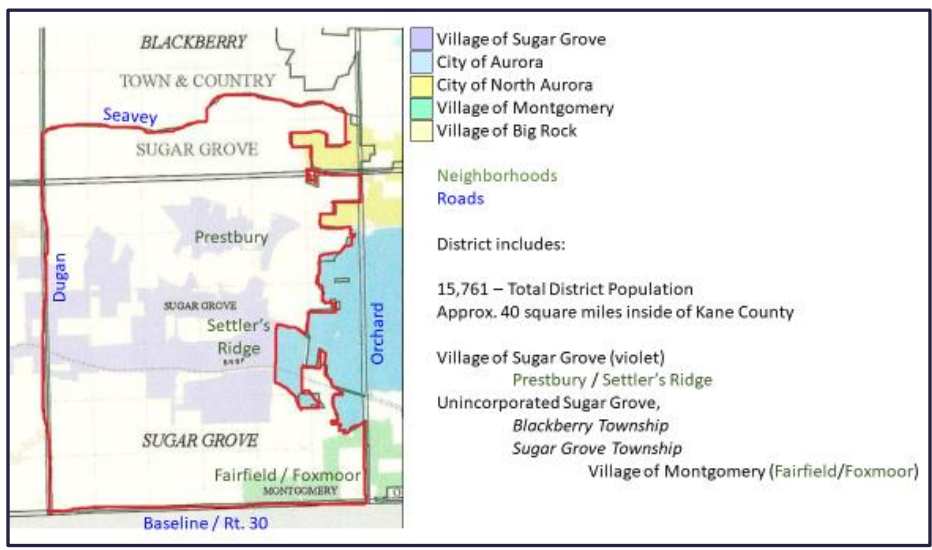 BLACKBERRY
TOWN & COUNTRY
Seavey
SUGAR GROVE
Prestbury
Dugan
SUGAR GROVE
Settler's
Ridge
Orchard
SUGAR GROVE
Fairfield / Foxmoor
MONTGOMERY
Baseline / Rt. 30
Village of Sugar Grove
City of Aurora
City of North Aurora
Village of Montgomery
Village of Big Rock
Neighborhoods
Roads
District includes:
15,761 – Total District Population
Approx. 40 square miles inside of Kane County
Village of Sugar Grove (violet)
Prestbury / Settler's Ridge
Unincorporated Sugar Grove,
Blackberry Township
Sugar Grove Township
Village of Montgomery (Fairfield/Foxmoor)